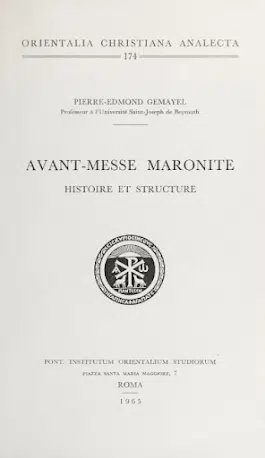 ORIENTALIA CHRISTIANA ANALECTA
174
PIERRE-EDMOND GEMAYEL
Professeur à l'Université Saint-Joseph de Beyrouth
AVANT-MESSE MARONITE
HISTOIRE ET STRUCTURE
PONT. INSTITUTUM ORIENTALIUM STUDIORUM
PIAZZA SANTA MARIA MAGGIORE, 7
ROMA
1965